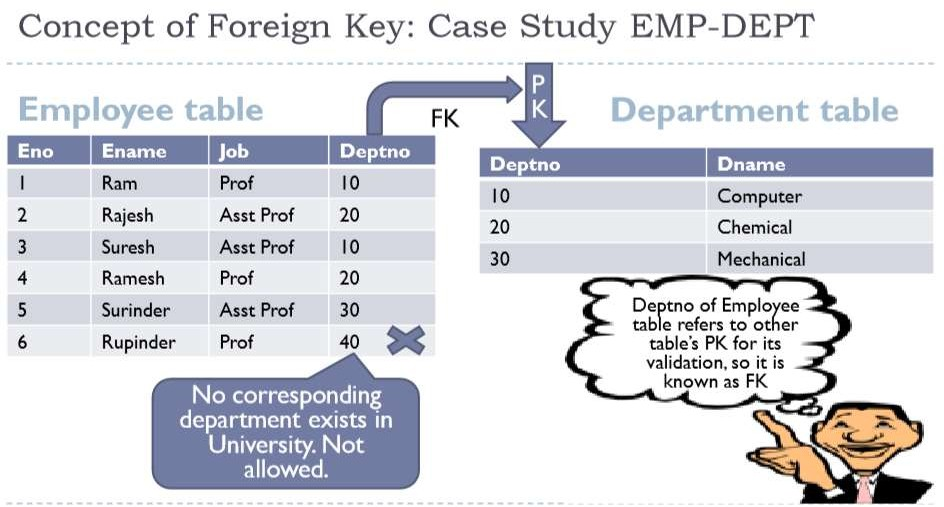 Concept of Foreign Key: Case Study EMP-DEPT
Employee table
FK
P
K
Department table
Eno Ename Job Deptno
1 Ram Prof 10
2 Rajesh Asst Prof 20
3 Suresh Asst Prof 10
4 Ramesh Prof 20
5 Surinder Asst Prof 30
6 Rupinder Prof 40
Deptno Dname
10 Computer
20 Chemical
30 Mechanical
No corresponding
department exists in
University. Not
allowed.
Deptno of Employee
table refers to other
table's PK for its
validation, so it is
known as FK